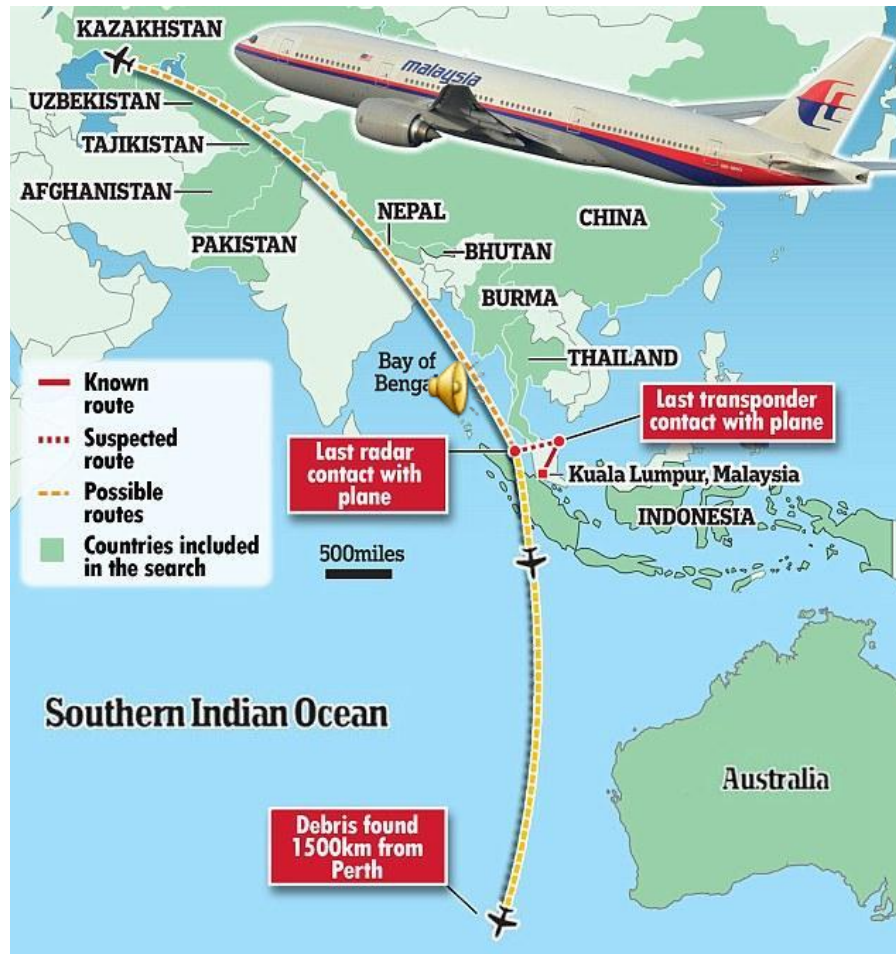 KAZAKHSTAN
malaysia
UZBEKISTAN
TAJIKISTAN
AFGHANISTAN
NEPAL
CHINA
PAKISTAN
BHUTAN
BURMA
Bay of
Benga
THAILAND
Known
route
Suspected
route
Possible
routes
Countries included
in the search
Last transponder
contact with plane
Last radar
contact with
plane
Kuala Lumpur, Malaysia
INDONESIA
500miles
Southern Indian Ocean
Australia
Debris found
1500km from
Perth